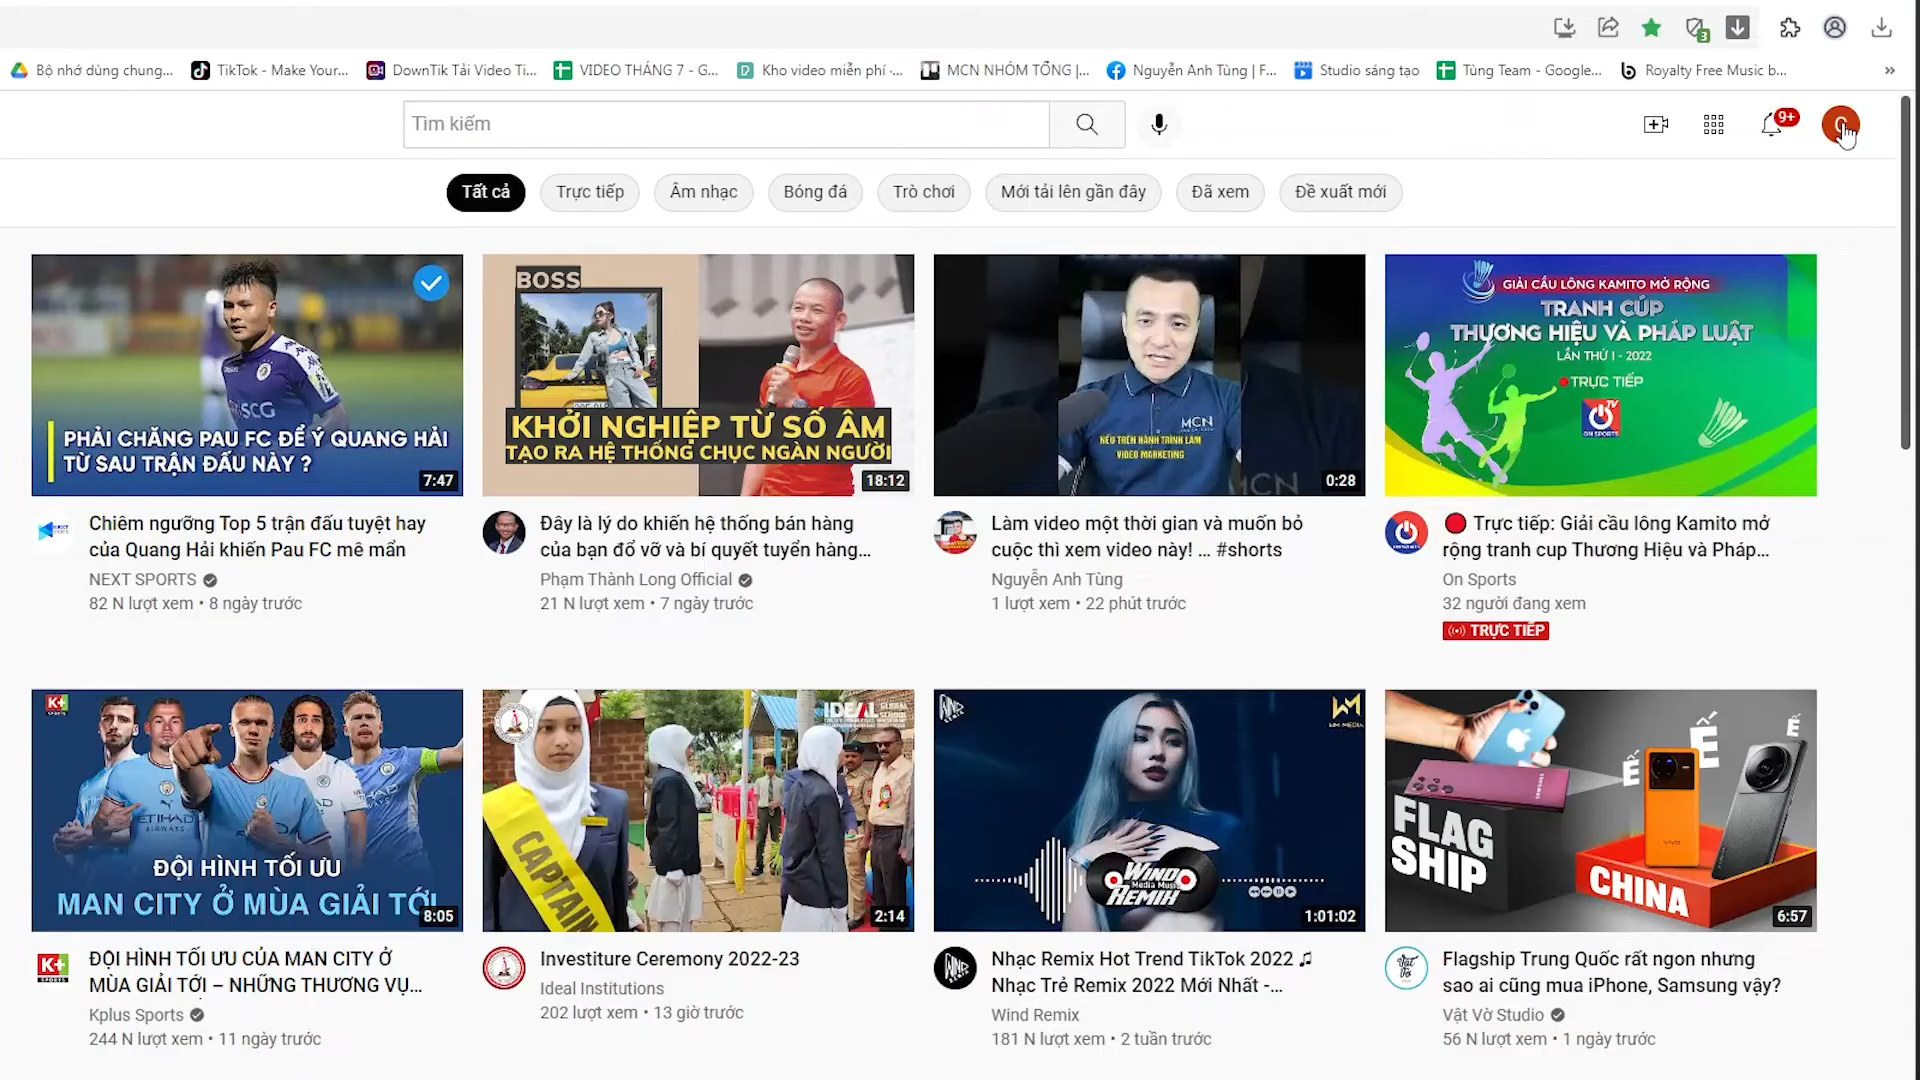 3
Bộ nhớ dùng chung...
TikTok - Make Your...
DownTik Tải Video Ti...
VIDEO THÁNG 7 - G...
Kho video miễn phí -...
MCN NHÓM TỔNG |...
Nguyễn Anh Tùng | F...
Studio sáng tạo
Tùng Team - Google...
Royalty Free Music b...
»
Tìm kiếm
9+
Tất cả
Trực tiếp
Âm nhạc
Bóng đá
Trò chơi
Mới tải lên gần đây
Đã xem
Đề xuất mới
SCG
PHẢI CHĂNG PAU FC ĐỂ Ý QUANG HẢI
TỪ SAU TRẬN ĐẤU NÀY ?
7:47
BOSS
KHỞI NGHIỆP TỪ SỐ ÂM
TẠO RA HỆ THỐNG CHỤC NGÀN NGƯỜI
18:12
MCN
NẾU TRÊN HÀNH TRÌNH LÀM
VIDEO MARKETING
0:28
GIẢI CẦU LÔNG KAMITO MỞ RỘNG
TRANH CÚP
THƯƠNG HIỆU VÀ PHÁP LUẬT
LẦN THỨ I - 2022
TRỰC TIẾP
TV
ON SPORTS
Chiêm ngưỡng Top 5 trận đấu tuyệt hay
của Quang Hải khiến Pau FC mê mẩn
NEXT SPORTS
82 N lượt xem • 8 ngày trước
Đây là lý do khiến hệ thống bán hàng
của bạn đổ vỡ và bí quyết tuyển hàng...
Phạm Thành Long Official
21 N lượt xem • 7 ngày trước
Làm video một thời gian và muốn bỏ
cuộc thì xem video này! ... #shorts
Nguyễn Anh Tùng
1 lượt xem • 22 phút trước
Trực tiếp: Giải cầu lông Kamito mở
rộng tranh cup Thương Hiệu và Pháp...
On Sports
32 người đang xem
TRỰC TIẾP
K+
SPORTS
ETIHAD
AIRWAYS
ĐỘI HÌNH TỐI ƯU
MAN CITY Ở MÙA GIẢI TỚI
8:05
IDEAL GLOBAL
SCHOOL
CAPTAIN
2:14
WM MEDIA
WIND
Media Music
REMIX
1:01:02
FLAG
SHIP
SAMSUNG
vivo
Ế
Ế
Ế
CHINA
6:57
K+
SPORTS
ĐỘI HÌNH TỐI ƯU CỦA MAN CITY Ở
MÙA GIẢI TỚI – NHỮNG THƯƠNG VỤ...
Kplus Sports
244 N lượt xem • 11 ngày trước
Investiture Ceremony 2022-23
Ideal Institutions
202 lượt xem • 13 giờ trước
Nhạc Remix Hot Trend TikTok 2022 ♫
Nhạc Trẻ Remix 2022 Mới Nhất -...
Wind Remix
181 N lượt xem • 2 tuần trước
Flagship Trung Quốc rất ngon nhưng
sao ai cũng mua iPhone, Samsung vậy?
Vật Vờ Studio
56 N lượt xem • 1 ngày trước